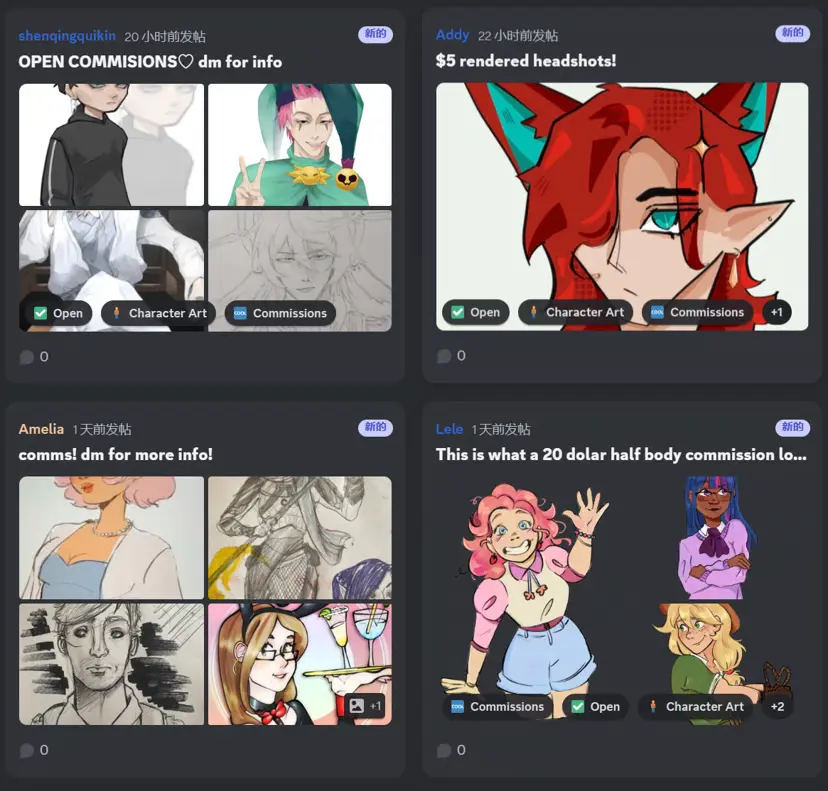 shenqingquikin 20 小时前发帖 新的
OPEN COMMISIONS♡ dm for info
✅ Open 🧍 Character Art COOL Commissions
0
Addy 22 小时前发帖 新的
$5 rendered headshots!
✅ Open 🧍 Character Art COOL Commissions +1
0
Amelia 1 天前发帖 新的
comms! dm for more info!
+1
0
Lele 1 天前发帖 新的
This is what a 20 dolar half body commission lo...
COOL Commissions ✅ Open 🧍 Character Art +2
0